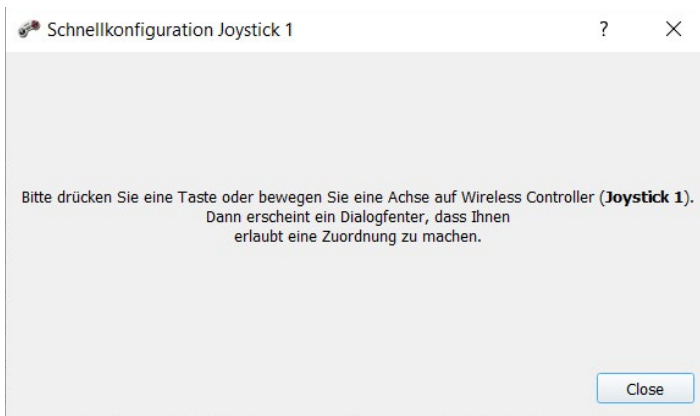 Schnellkonfiguration Joystick 1
Bitte drücken Sie eine Taste oder bewegen Sie eine Achse auf Wireless Controller (Joystick 1).
Dann erscheint ein Dialogfenter, dass Ihnen
erlaubt eine Zuordnung zu machen.
Close